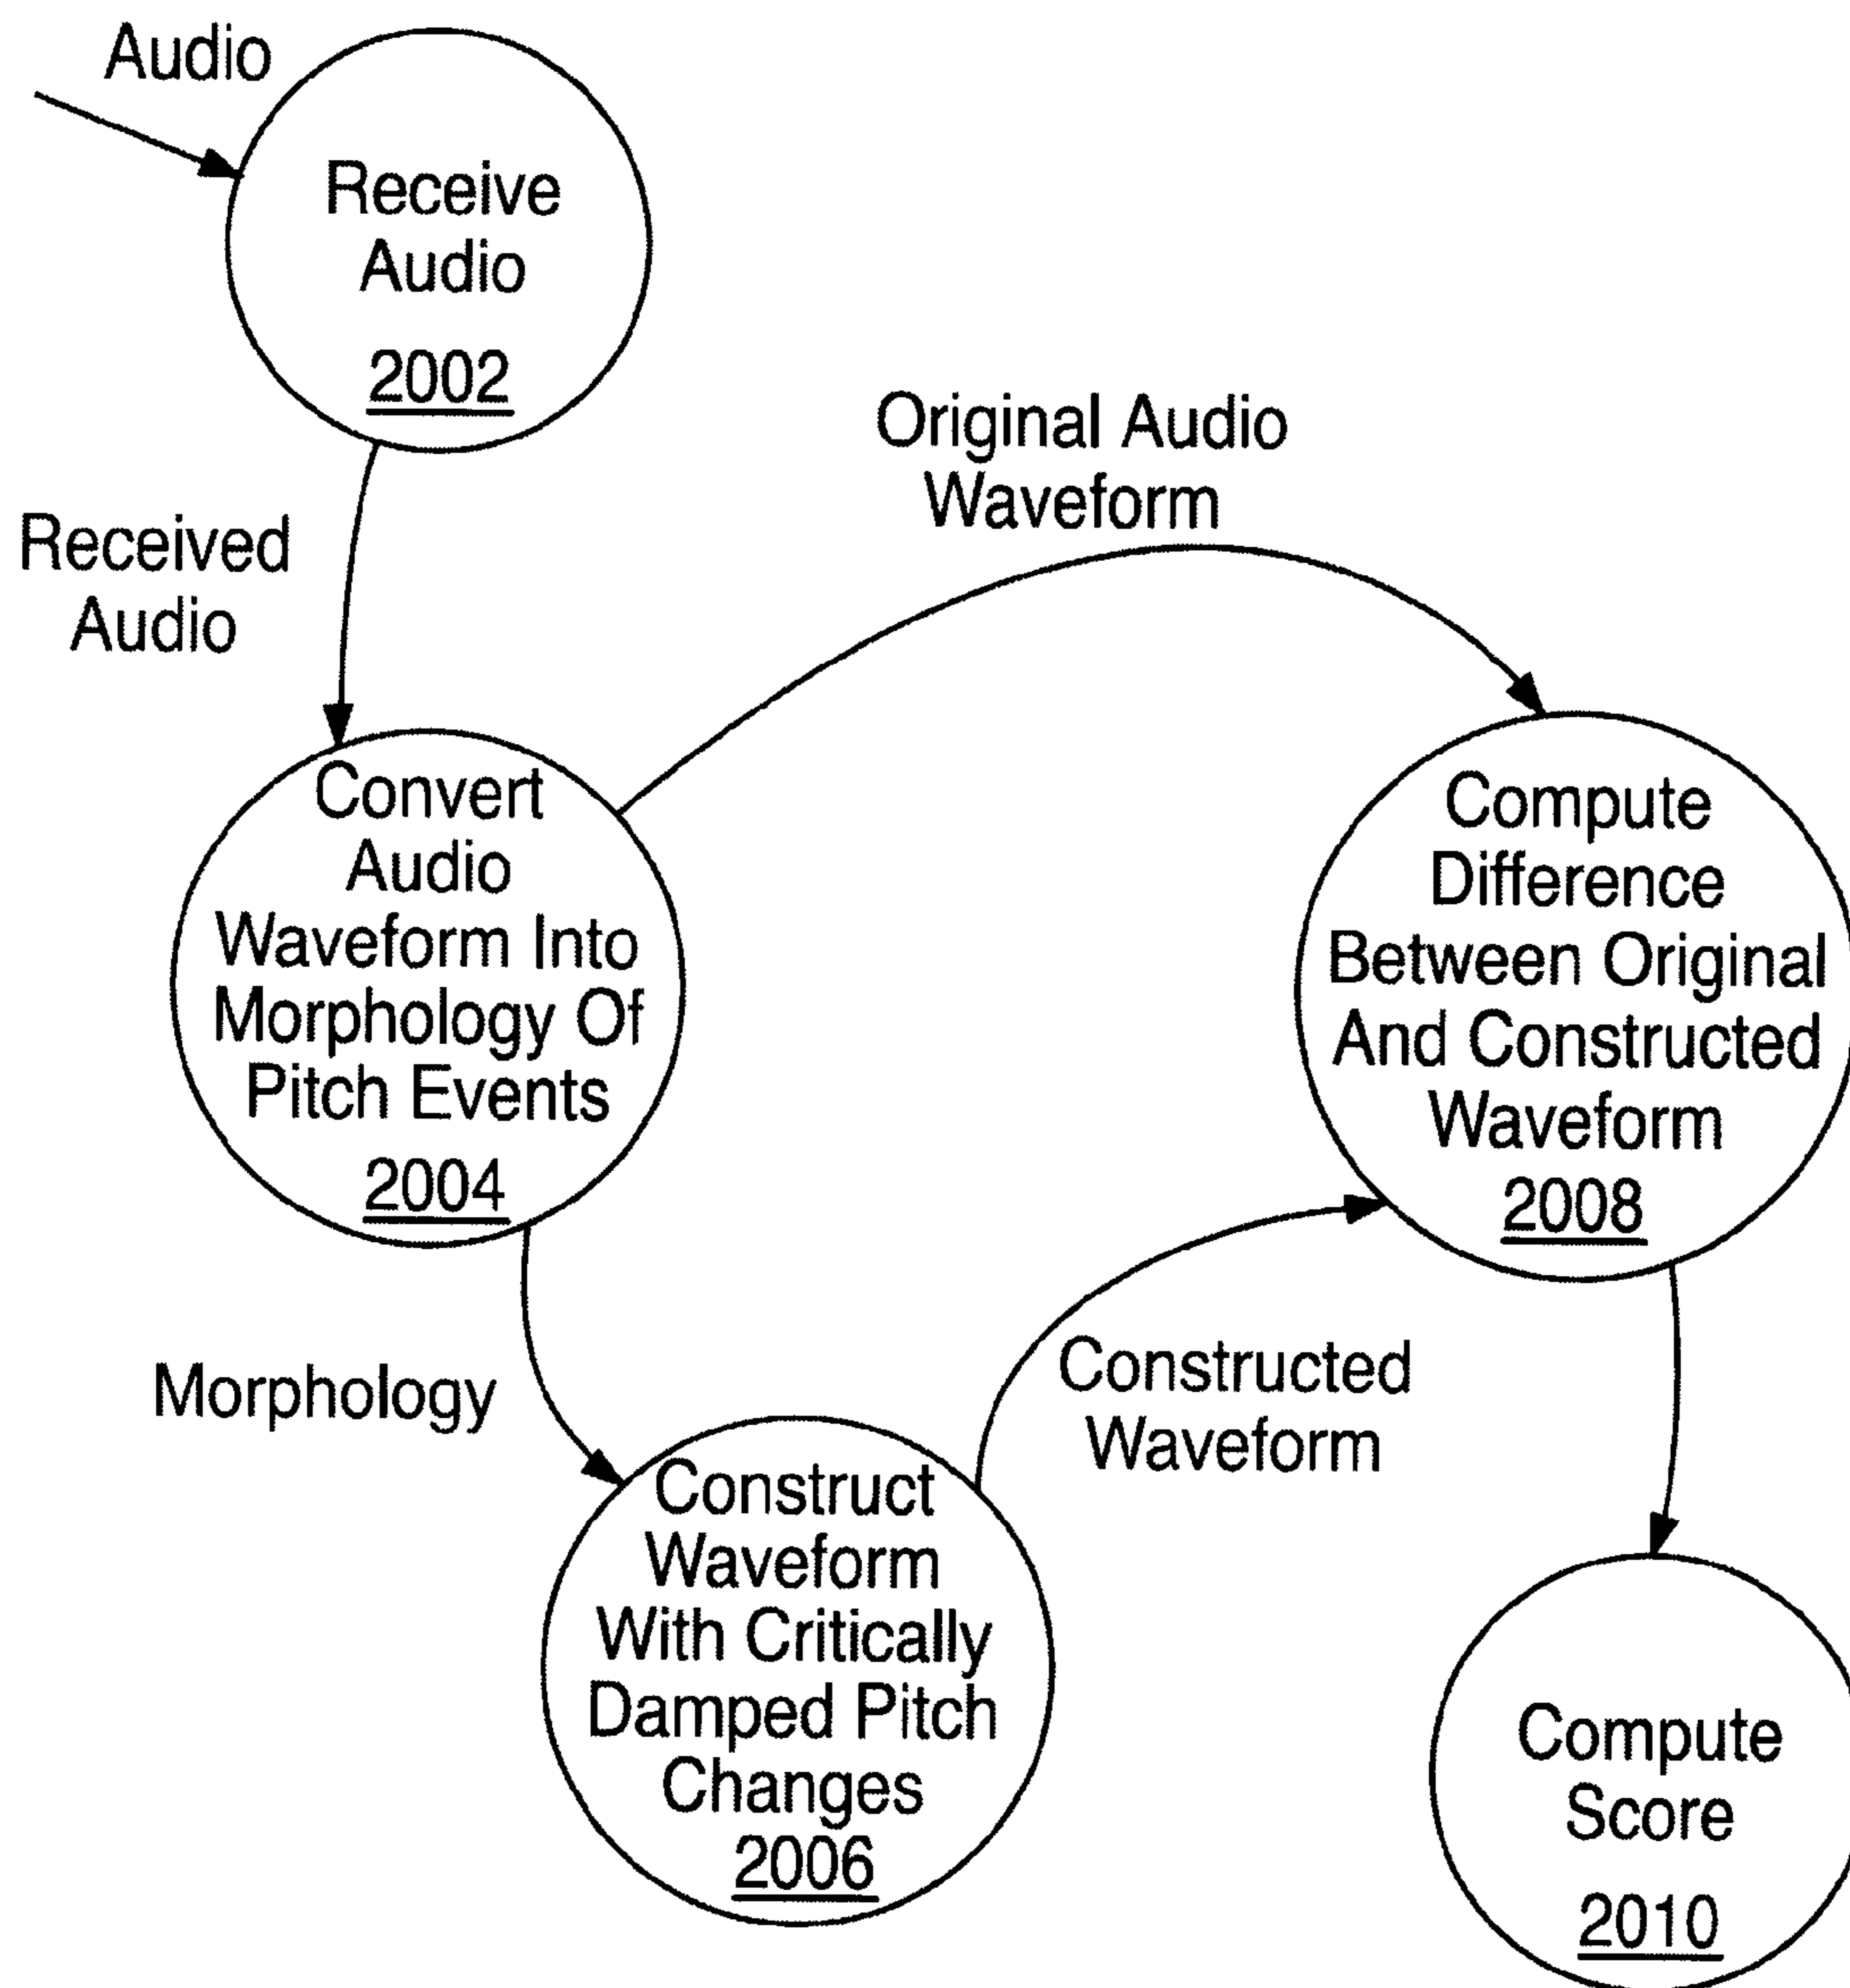 Audio
Receive
Audio
2002
Original Audio
Waveform
Received
Audio
Convert
Audio
Waveform Into
Morphology Of
Pitch Events
2004
Compute
Difference
Between Original
And Constructed
Waveform
2008
Morphology
Constructed
Waveform
Construct
Waveform
With Critically
Damped Pitch
Changes
2006
Compute
Score
2010